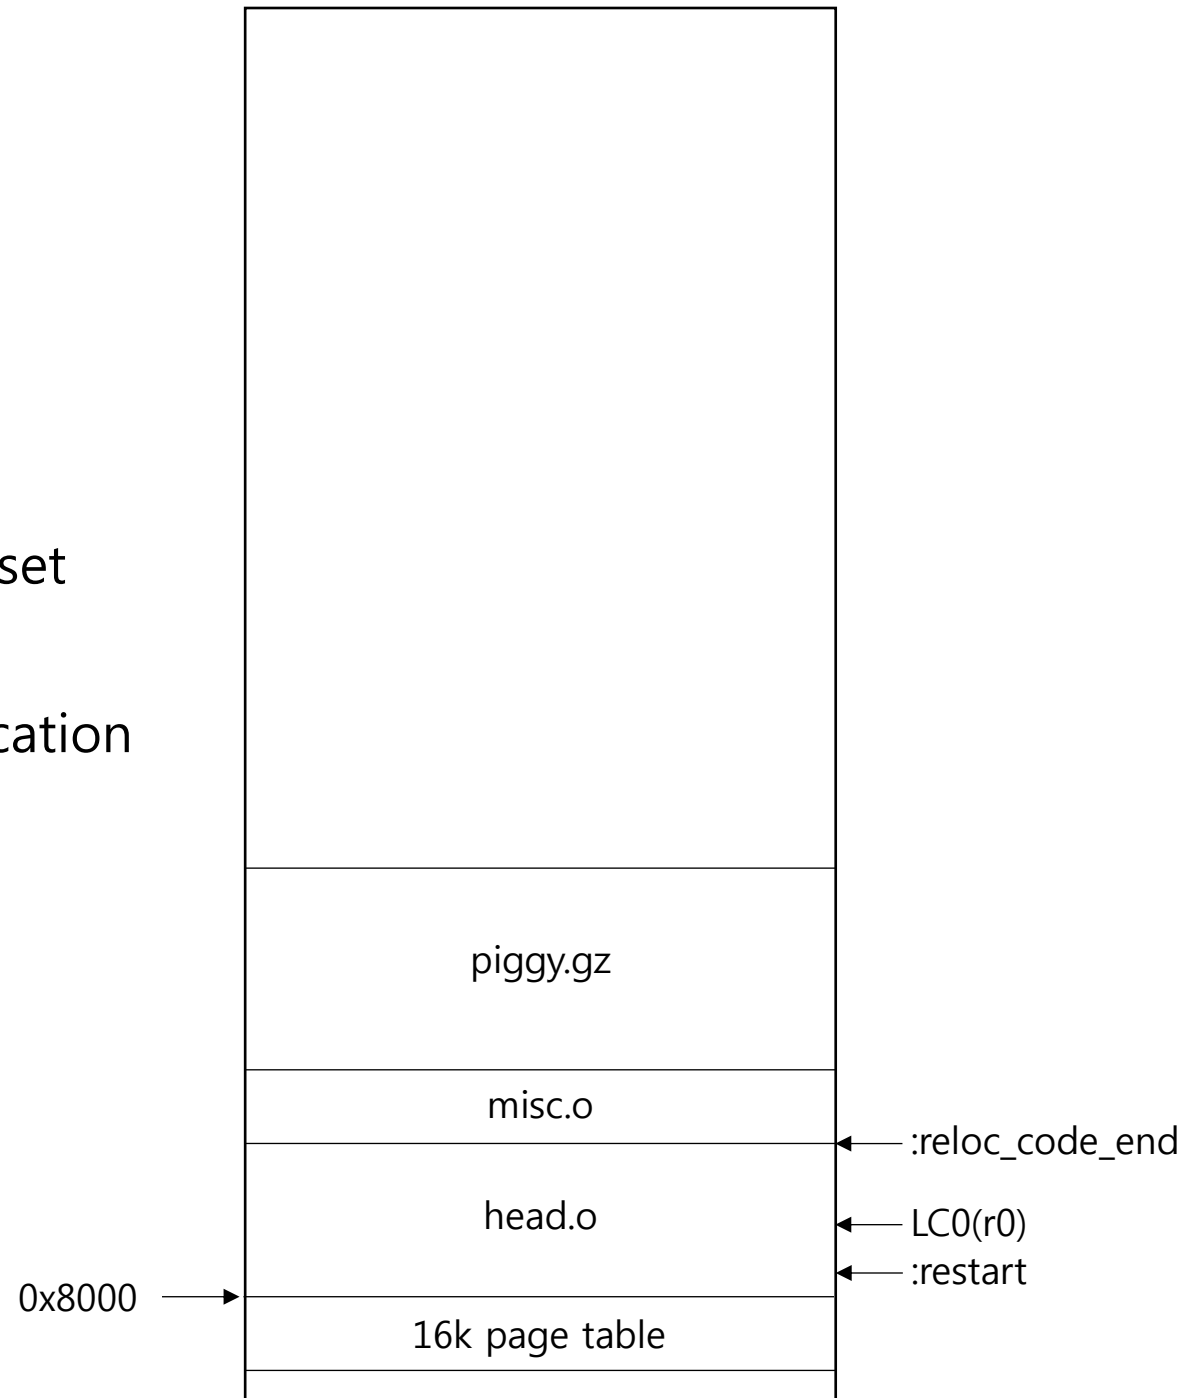 set
cation
piggy.gz
misc.o
:reloc_code_end
head.o
LC0(r0)
:restart
0x8000
16k page table